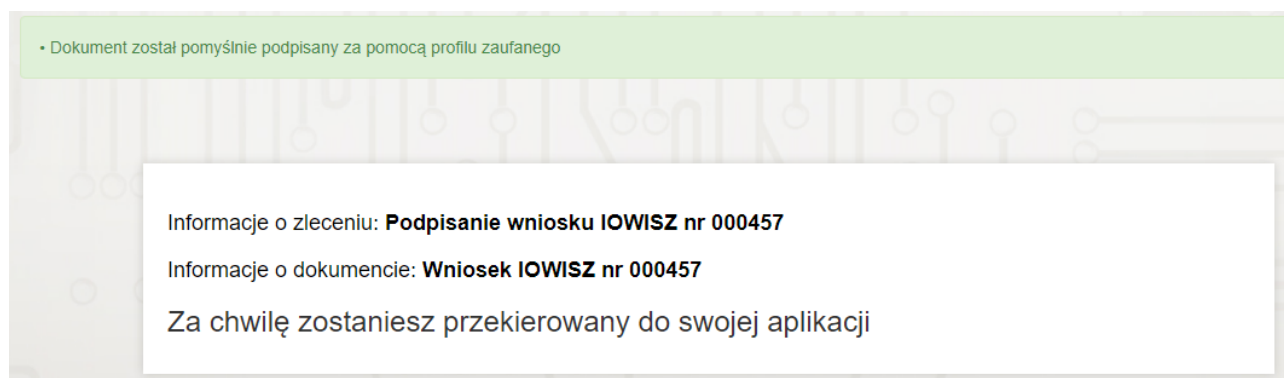 • Dokument został pomyślnie podpisany za pomocą profilu zaufanego
Informacje o zleceniu: Podpisanie wniosku IOWISZ nr 000457
Informacje o dokumencie: Wniosek IOWISZ nr 000457
Za chwilę zostaniesz przekierowany do swojej aplikacji